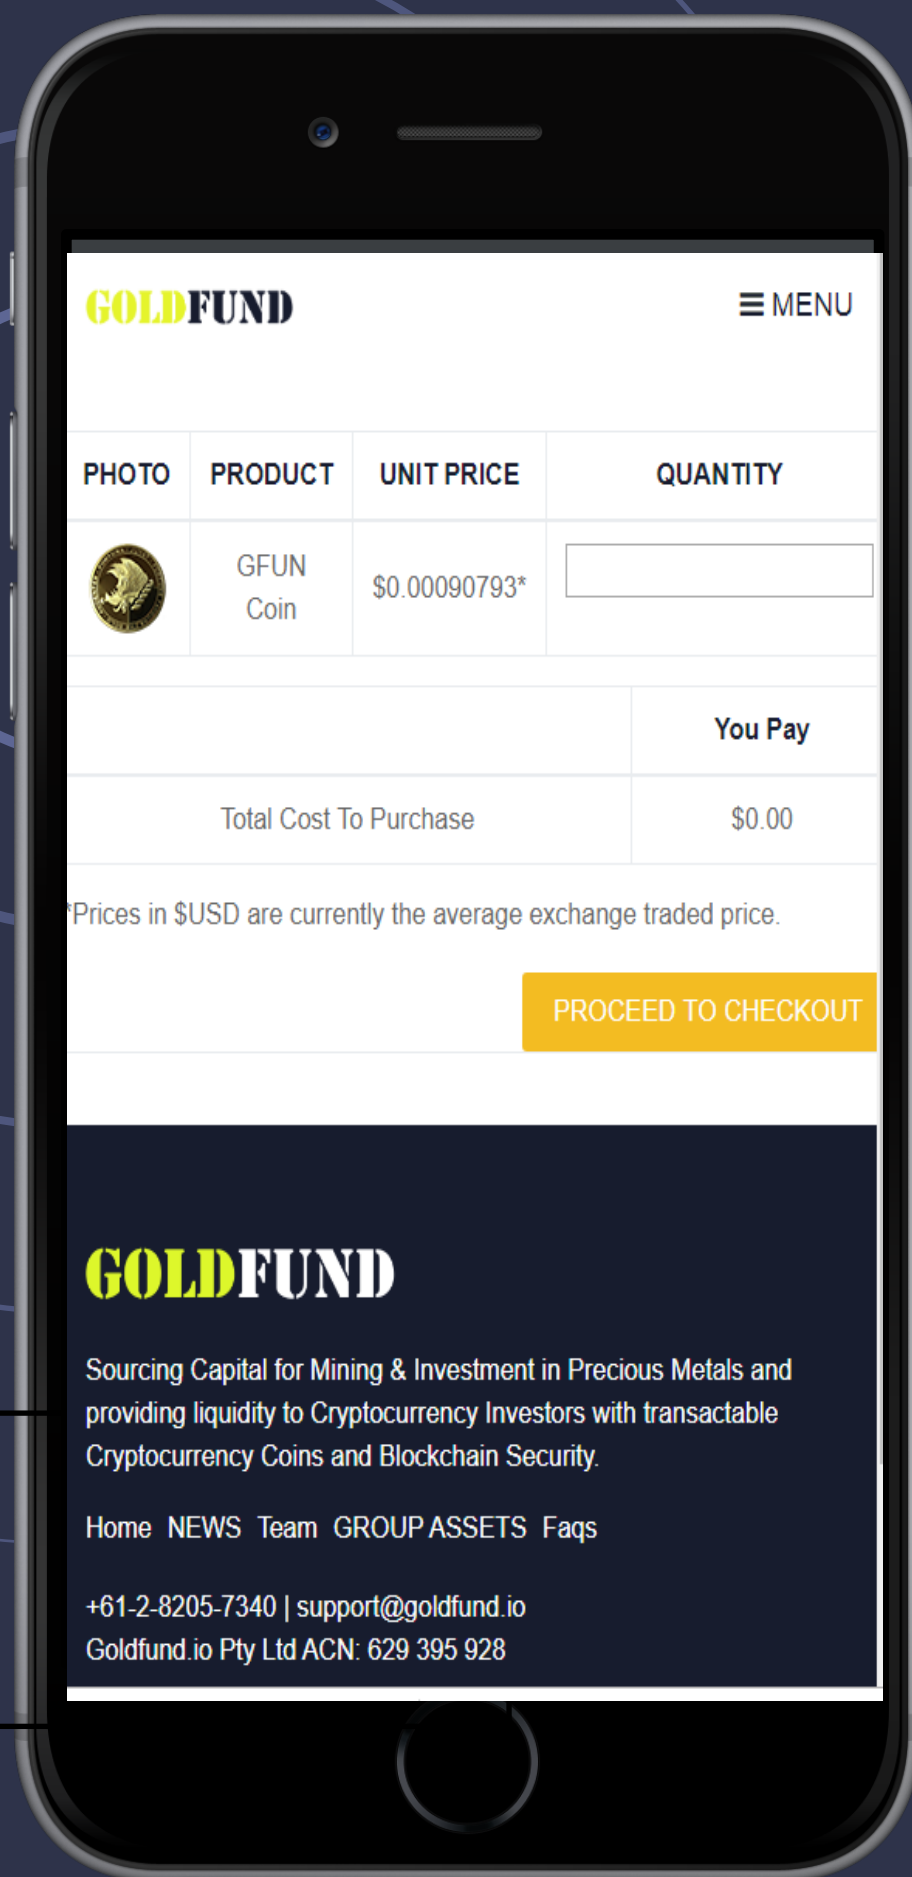 GOLDFUND
☰ MENU
PHOTO PRODUCT UNIT PRICE QUANTITY
GFUN
Coin
$0.00090793*
You Pay
Total Cost To Purchase $0.00
*Prices in $USD are currently the average exchange traded price.
PROCEED TO CHECKOUT
GOLDFUND
Sourcing Capital for Mining & Investment in Precious Metals and
providing liquidity to Cryptocurrency Investors with transactable
Cryptocurrency Coins and Blockchain Security.
Home NEWS Team GROUP ASSETS Faqs
+61-2-8205-7340 | support@goldfund.io
Goldfund.io Pty Ltd ACN: 629 395 928